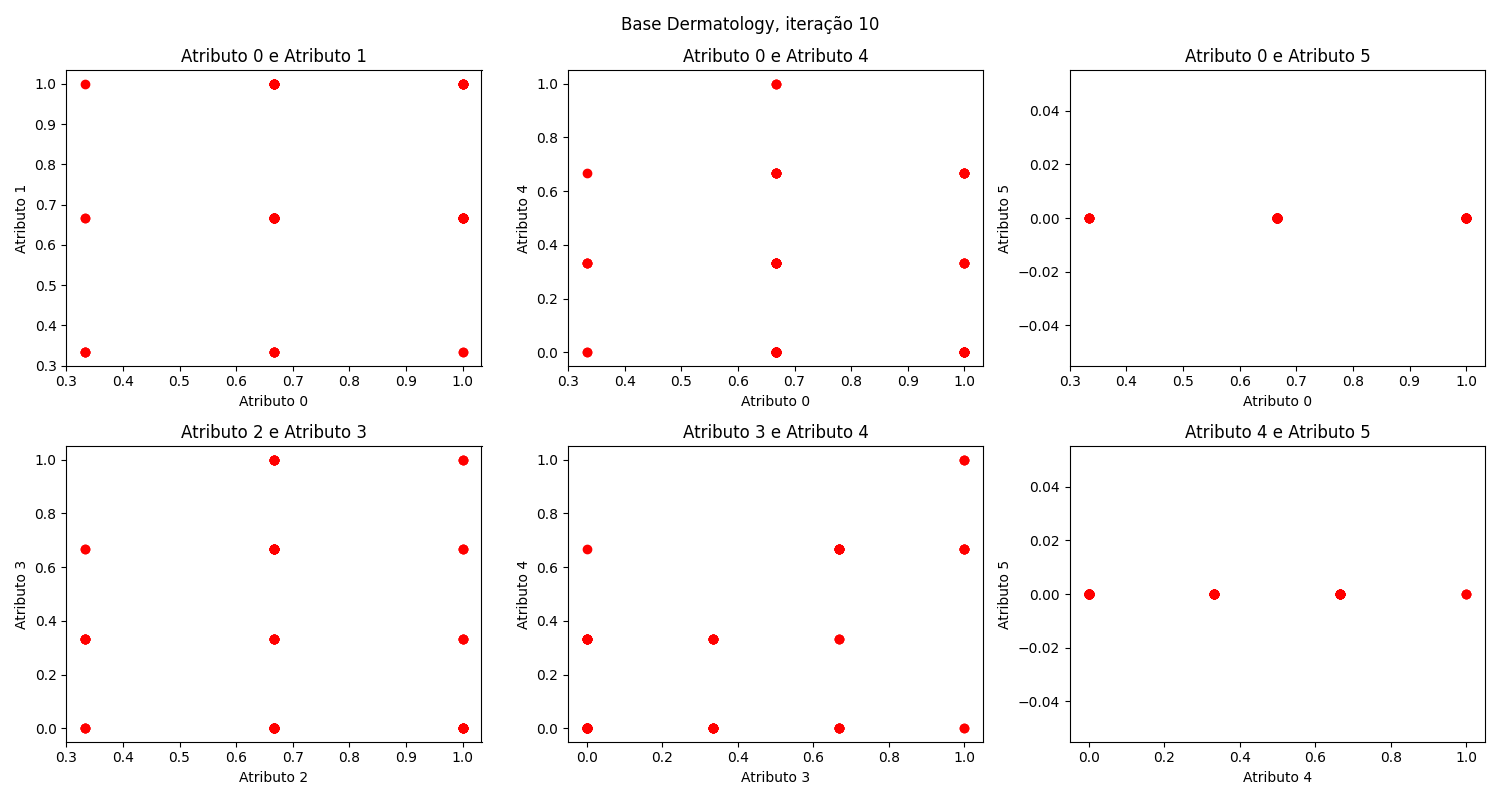 Base Dermatology, iteração 10
Atributo 0 e Atributo 1
1.0
0.9
0.8
0.7
0.6
0.5
0.4
0.3
Atributo 1
0.3 0.4 0.5 0.6 0.7 0.8 0.9 1.0
Atributo 0
Atributo 0 e Atributo 4
1.0
0.8
0.6
0.4
0.2
0.0
Atributo 4
0.3 0.4 0.5 0.6 0.7 0.8 0.9 1.0
Atributo 0
Atributo 0 e Atributo 5
0.04
0.02
0.00
−0.02
−0.04
Atributo 5
0.3 0.4 0.5 0.6 0.7 0.8 0.9 1.0
Atributo 0
Atributo 2 e Atributo 3
1.0
0.8
0.6
0.4
0.2
0.0
Atributo 3
0.3 0.4 0.5 0.6 0.7 0.8 0.9 1.0
Atributo 2
Atributo 3 e Atributo 4
1.0
0.8
0.6
0.4
0.2
0.0
Atributo 4
0.0 0.2 0.4 0.6 0.8 1.0
Atributo 3
Atributo 4 e Atributo 5
0.04
0.02
0.00
−0.02
−0.04
Atributo 5
0.0 0.2 0.4 0.6 0.8 1.0
Atributo 4